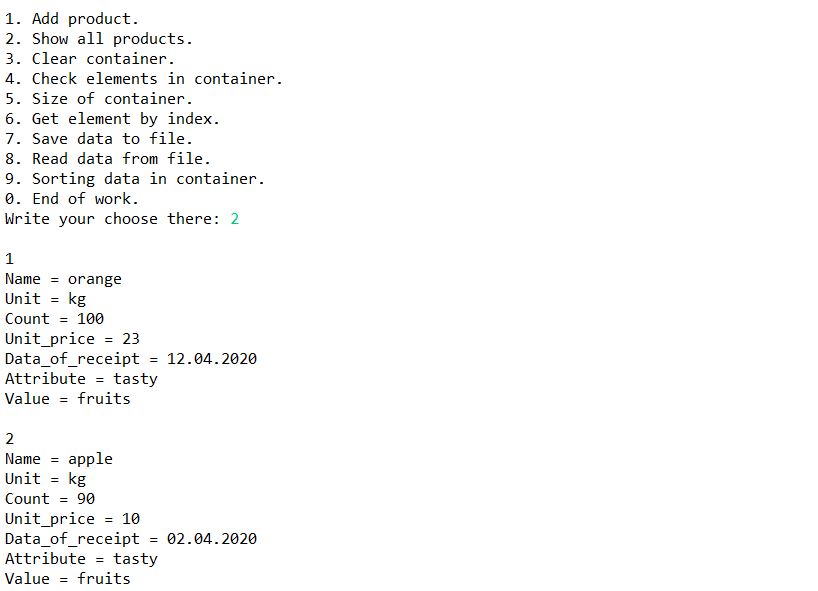 1. Add product.
2. Show all products.
3. Clear container.
4. Check elements in container.
5. Size of container.
6. Get element by index.
7. Save data to file.
8. Read data from file.
9. Sorting data in container.
0. End of work.
Write your choose there: 2
1
Name = orange
Unit = kg
Count = 100
Unit_price = 23
Data_of_receipt = 12.04.2020
Attribute = tasty
Value = fruits
2
Name = apple
Unit = kg
Count = 90
Unit_price = 10
Data_of_receipt = 02.04.2020
Attribute = tasty
Value = fruits